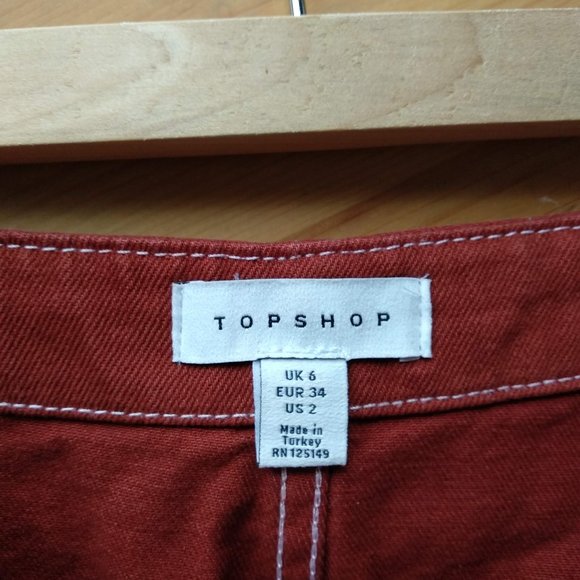 TOPSHOP
UK 6
EUR 34
US 2
Made in
Turkey
RN 125149